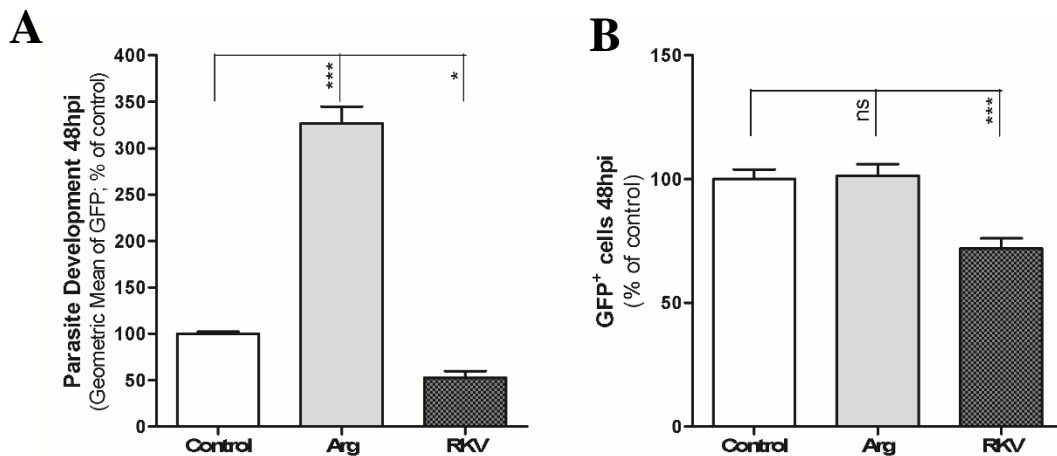 A
Parasite Development 48hpi
(Geometric Mean of GFP; % of control)
400
350
300
250
200
150
100
50
0
***
*
Control Arg RKV
B
GFP+ cells 48hpi
(% of control)
150
100
50
0
ns
***
Control Arg RKV